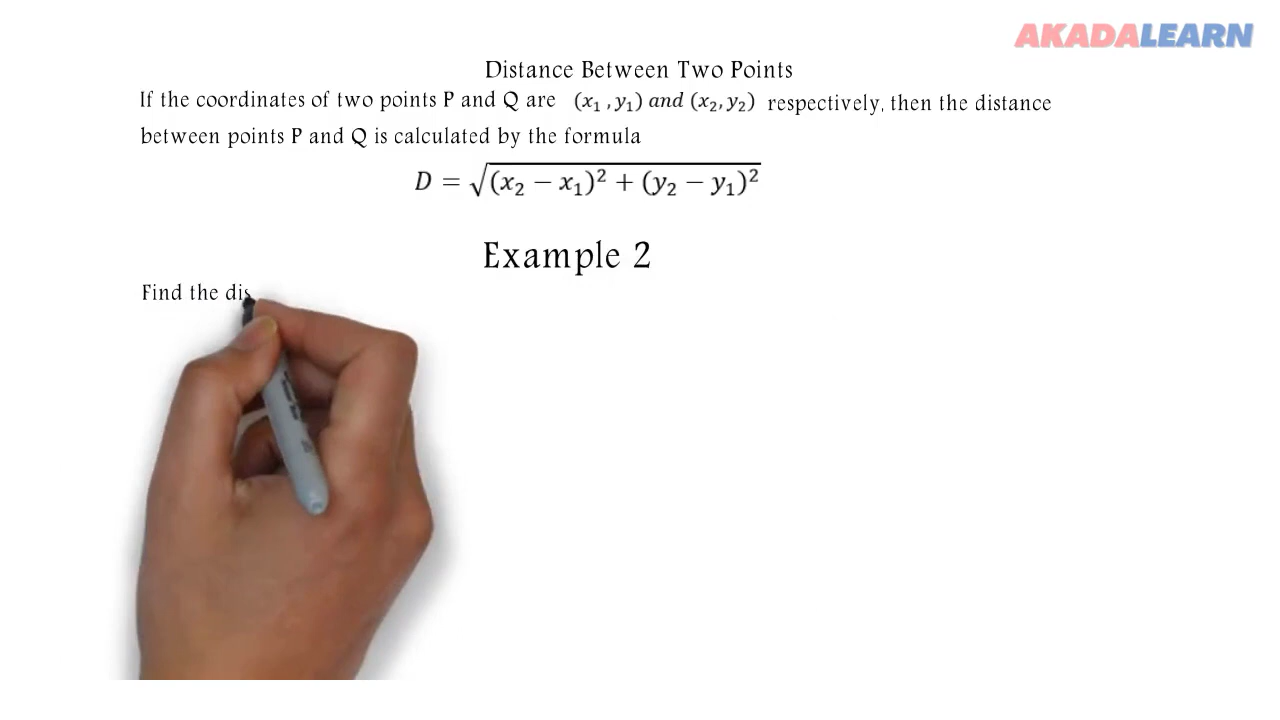 AKADALEARN
Distance Between Two Points
If the coordinates of two points P and Q are (x₁ , y₁) and (x₂, y₂) respectively, then the distance
between points P and Q is calculated by the formula
D = √(x₂ − x₁)² + (y₂ − y₁)²
Example 2
Find the dis